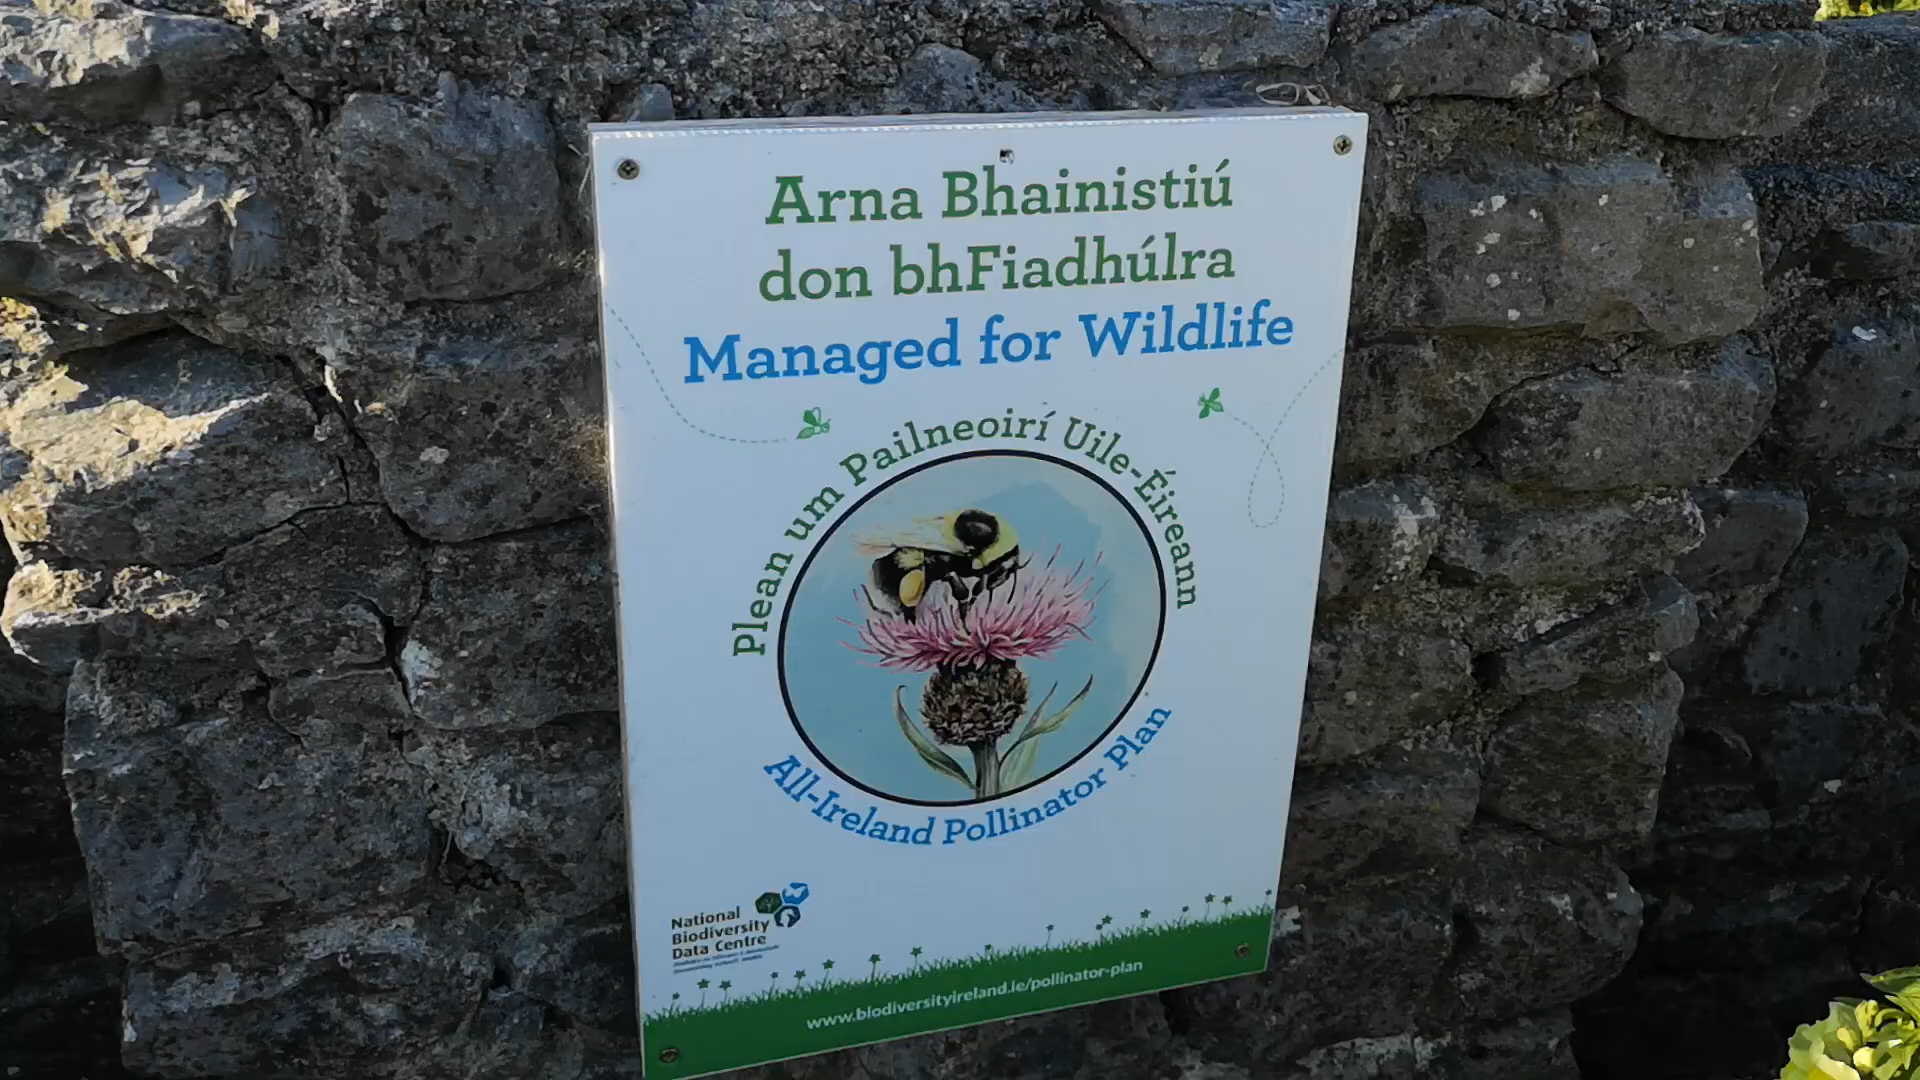 Arna Bhainistiú
don bhFiadhúlra
Managed for Wildlife
Plean um Pailneoirí Uile-Éireann
All-Ireland Pollinator Plan
National
Biodiversity
Data Centre
www.biodiversityireland.ie/pollinator-plan